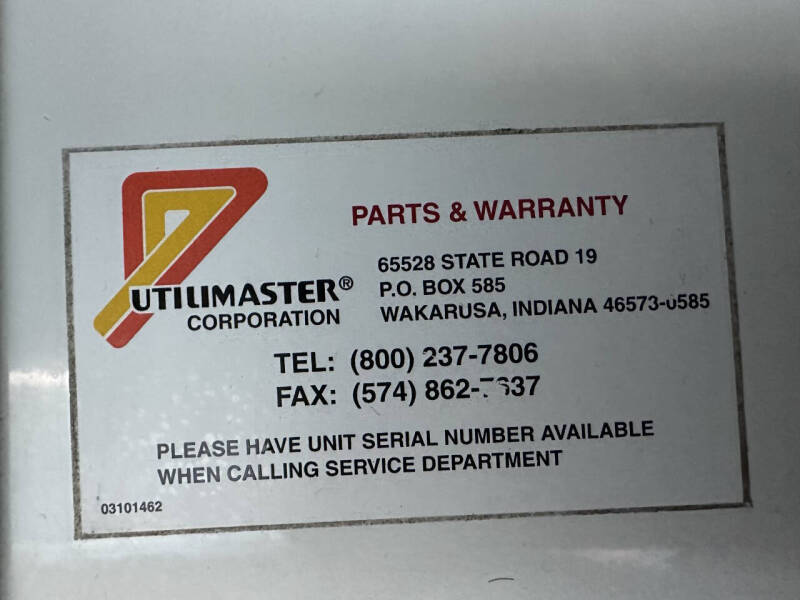 PARTS & WARRANTY
UTILIMASTER®
CORPORATION
65528 STATE ROAD 19
P.O. BOX 585
WAKARUSA, INDIANA 46573-0585
TEL: (800) 237-7806
FAX: (574)
PLEASE HAVE UNIT SERIAL NUMBER AVAILABLE
WHEN CALLING SERVICE DEPARTMENT
03101462